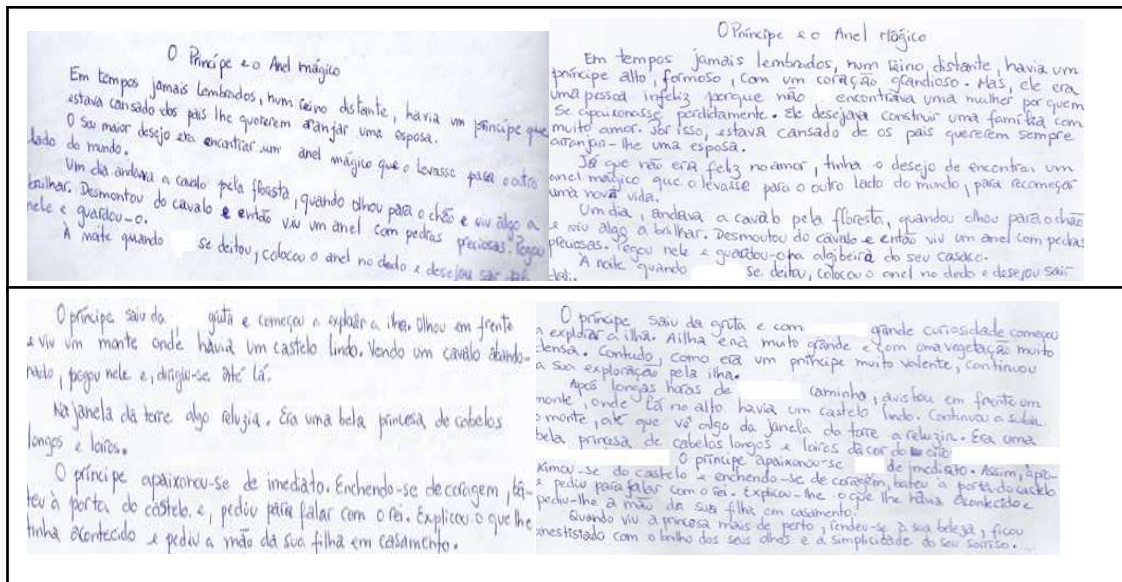 O Príncipe e o Anel mágico
Em tempos jamais lembrados, num reino distante, havia um príncipe que
estava cansado dos pais lhe quererem arranjar uma esposa.
O seu maior desejo era encontrar um anel mágico que o levasse para o outro
lado do mundo.
Um dia andava a cavalo pela floresta, quando olhou para o chão e viu algo a
brilhar. Desmontou do cavalo e então viu um anel com pedras preciosas. Pegou
nele e guardou-o.
À noite quando se deitou, colocou o anel no dedo e desejou sair
O Príncipe e o Anel Mágico
Em tempos jamais lembrados, num reino distante, havia um
príncipe alto, formoso, com um coração grandioso. Mas, ele era
uma pessoa infeliz porque não encontrava uma mulher por quem
se apaixonasse perdidamente. Ele desejava construir uma família com
muito amor. Por isso, estava cansado de os pais quererem sempre
arranjar-lhe uma esposa.
Já que não era feliz no amor, tinha o desejo de encontrar um
anel mágico que o levasse para o outro lado do mundo, para recomeçar
uma nova vida.
Um dia, andava a cavalo pela floresta, quando olhou para o chão
e viu algo a brilhar. Desmoutou do cavalo e então viu um anel com pedras
preciosas. Pegou nele e guardou-o na algibeira do seu casaco.
À noite quando se deitou, colocou o anel no dedo e desejou sair
dali.
O príncipe saiu da gruta e começou a explorar a ilha. Olhou em frente
e viu um monte onde havia um castelo lindo. Vendo um cavalo abando-
nado, pegou nele e, dirigiu-se até lá.
Na janela da torre algo reluzia. Era uma bela princesa de cabelos
longos e loiros.
O príncipe apaixonou-se de imediato. Enchendo-se de coragem, ba-
teu à porta do castelo e, pediu para falar com o rei. Explicou o que lhe
tinha acontecido e pediu a mão da sua filha em casamento.
O príncipe saiu da gruta e com grande curiosidade começou
a explorar a ilha. A ilha era muito grande e com uma vegetação muito
densa. Contudo, como era um príncipe muito valente, continuou
a sua exploração pela ilha.
Após longas horas de caminho, avistou em frente um
monte, onde lá no alto havia um castelo lindo. Continuou a subir
o monte, até que vê algo da janela da torre a reluzir. Era uma
bela princesa de cabelos longos e loiros da cor do oiro
O príncipe apaixonou-se de imediato. Assim, apro-
ximou-se do castelo e enchendo-se de coragem, bateu à porta do castelo
e pediu para falar com o rei. Explicou-lhe o que lhe havia acontecido e
pediu-lhe a mão da sua filha em casamento.
Quando viu a princesa mais de perto, rendeu-se à sua beleza, ficou
anestistado com o brilho dos seus olhos e a simplicidade do seu sorriso.